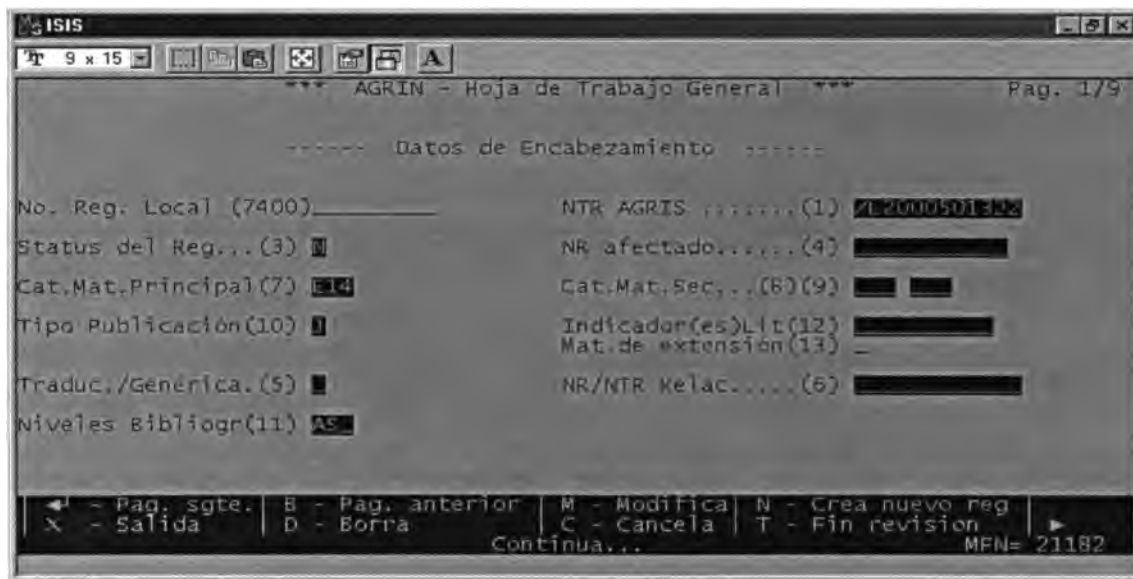 ISIS
Tr 9 x 15 A
*** AGRIN - Hoja de Trabajo General *** Pag. 1/9
------ Datos de Encabezamiento ------
No. Reg. Local (7400) NTR AGRIS .......(1)
Status del Reg...(3) N NR afectado......(4)
Cat.Mat.Principal(7) E14 Cat.Mat.Sec...(8)(9)
Tipo Publicación(10) J Indicador(es)Lit(12)
Mat.de extensión(13) _
Traduc./Genérica.(5) NR/NTR Relac.....(6)
Niveles Bibliogr(11) AS_
- Pag. sgte. B - Pag. anterior M - Modifica N - Crea nuevo reg
X - Salida D - Borra C - Cancela T - Fin revision
Continua... MFN= 21182